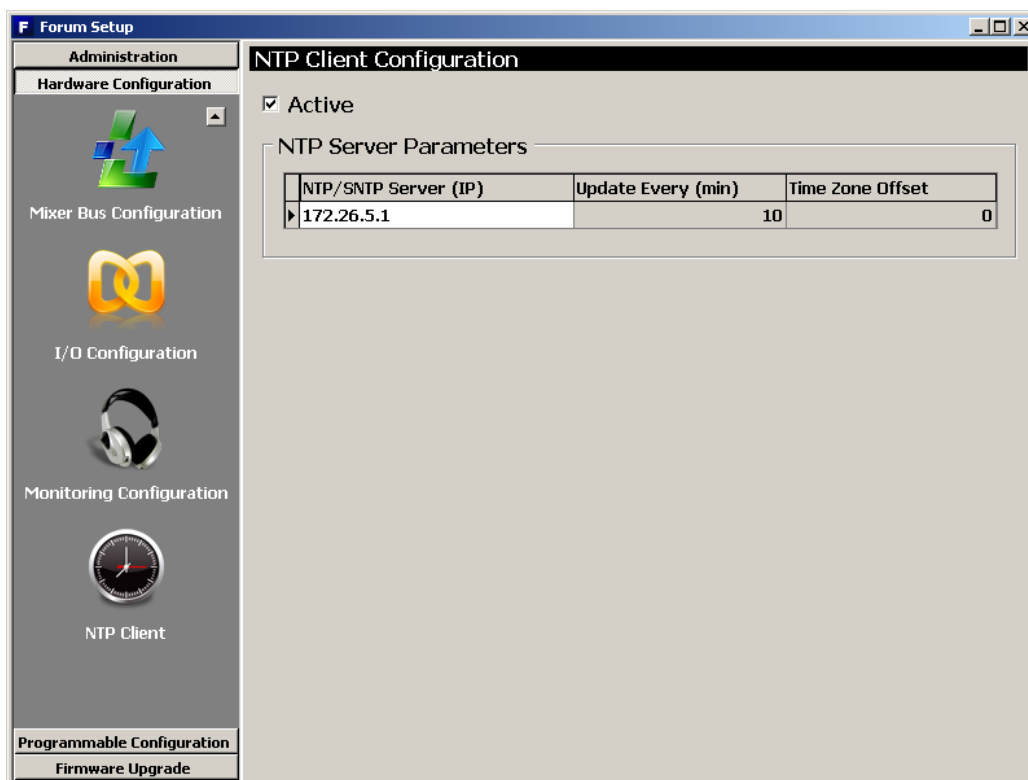 F Forum Setup
Administration
Hardware Configuration
Mixer Bus Configuration
I/O Configuration
Monitoring Configuration
NTP Client
Programmable Configuration
Firmware Upgrade
NTP Client Configuration
Active
NTP Server Parameters
NTP/SNTP Server (IP) Update Every (min) Time Zone Offset
172.26.5.1 10 0